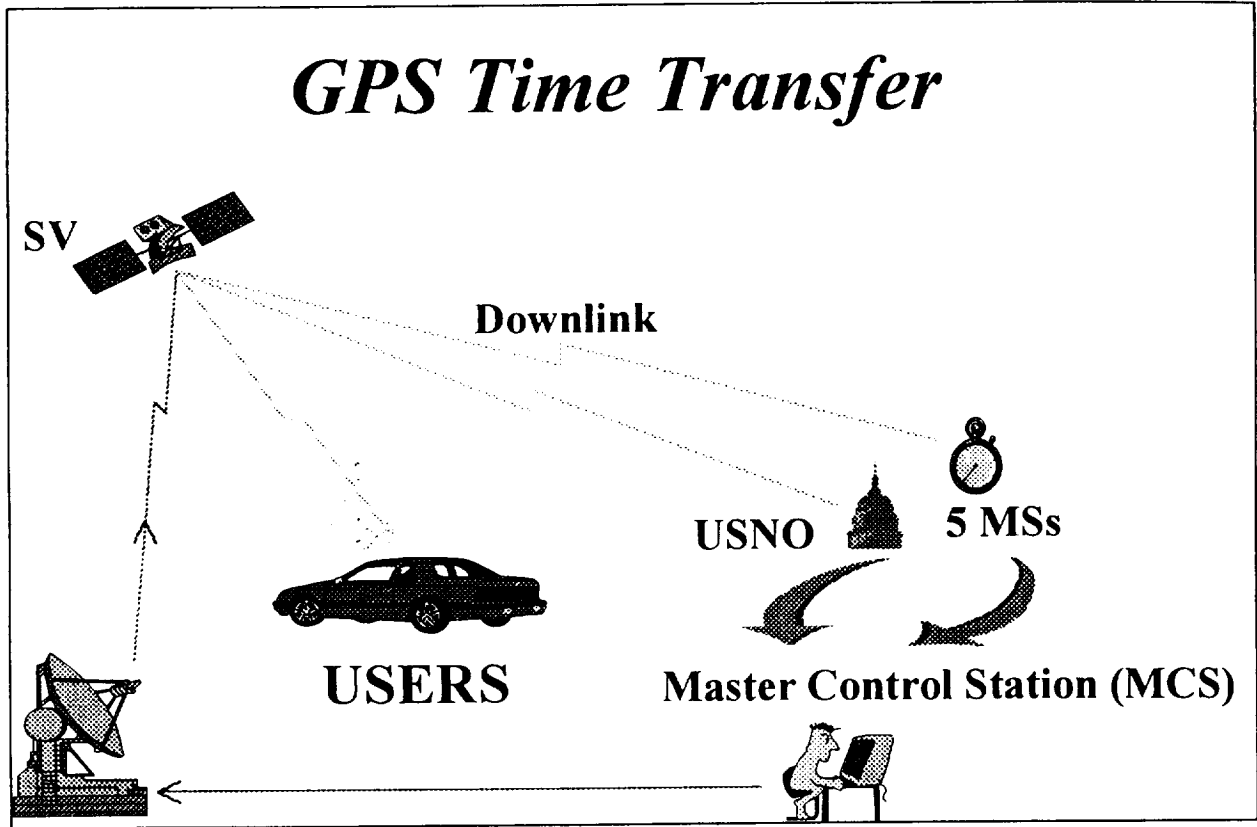 GPS Time Transfer
SV
Downlink
USNO
5 MSs
USERS
Master Control Station (MCS)